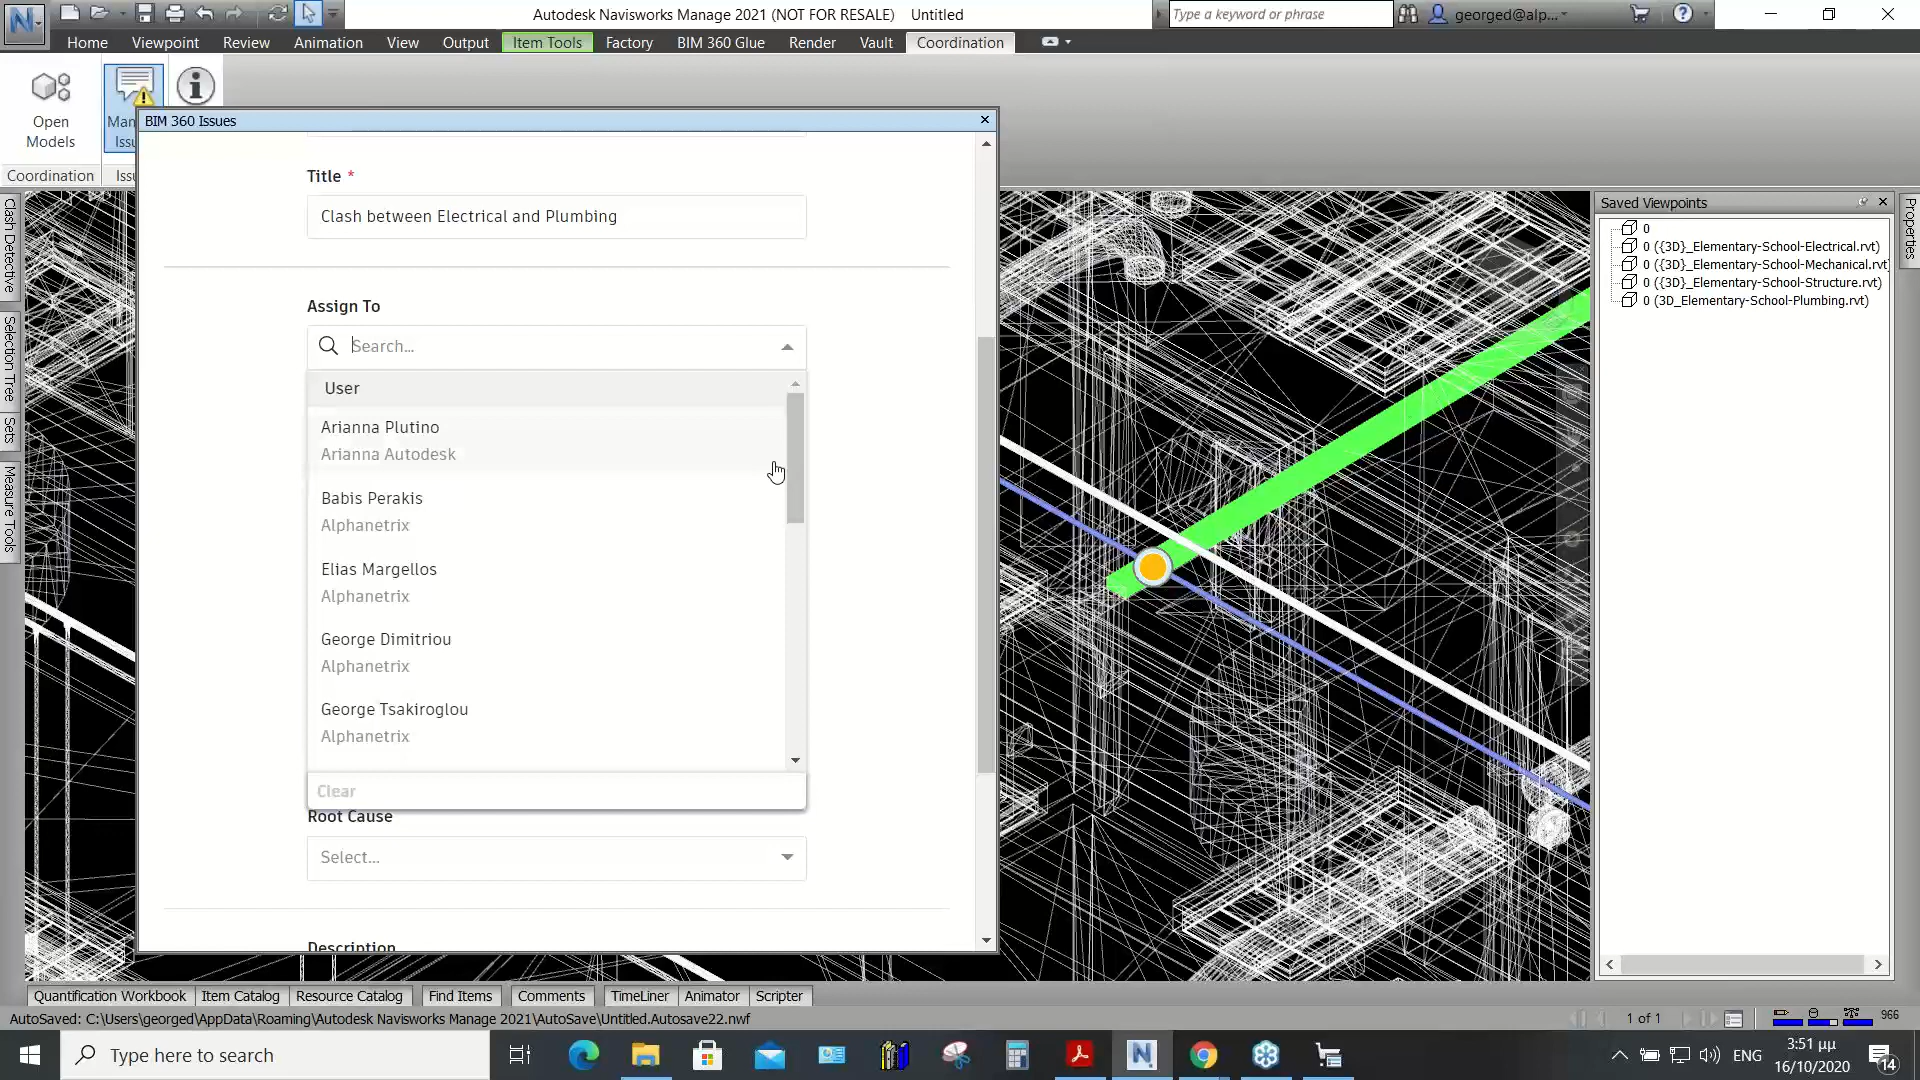 Autodesk Navisworks Manage 2021 (NOT FOR RESALE) Untitled
Type a keyword or phrase
georged@alp...
Home Viewpoint Review Animation View Output Item Tools Factory BIM 360 Glue Render Vault Coordination
Open Models
Coordination
BIM 360 Issues
Title *
Clash between Electrical and Plumbing
Assign To
Search...
User
Arianna Plutino
Arianna Autodesk
Babis Perakis
Alphanetrix
Elias Margellos
Alphanetrix
George Dimitriou
Alphanetrix
George Tsakiroglou
Alphanetrix
Clear
Root Cause
Select...
Description
Clash Detective
Selection Tree
Sets
Measure Tools
Saved Viewpoints
0
0 ({3D}_Elementary-School-Electrical.rvt)
0 ({3D}_Elementary-School-Mechanical.rvt)
0 ({3D}_Elementary-School-Structure.rvt)
0 (3D_Elementary-School-Plumbing.rvt)
Properties
Quantification Workbook Item Catalog Resource Catalog Find Items Comments TimeLiner Animator Scripter
AutoSaved: C:\Users\georged\AppData\Roaming\Autodesk Navisworks Manage 2021\AutoSave\Untitled.Autosave22.nwf
1 of 1
966
Type here to search
ENG
3:51 μμ
16/10/2020
14